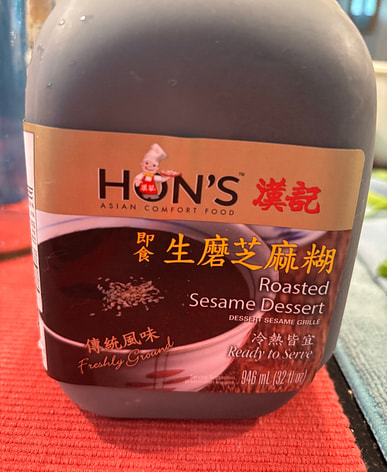 HON'S™ 漢記
ASIAN COMFORT FOOD
即食 生磨芝麻糊
Roasted
Sesame Dessert
DESSERT SESAME GRILLÉ
傳統風味
Freshly Ground
冷熱皆宜
Ready to Serve
946 mL (32 fl oz)